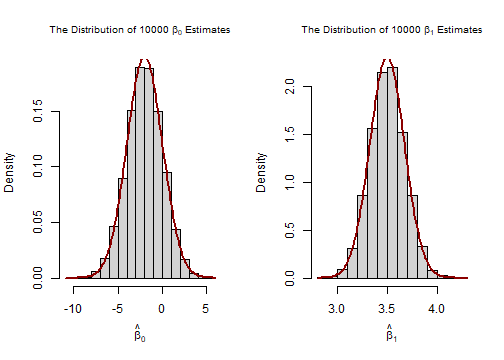 The Distribution of 10000 β₀ Estimates
Density
0.00
0.05
0.10
0.15
-10
-5
0
5
β̂₀
The Distribution of 10000 β₁ Estimates
Density
0.0
0.5
1.0
1.5
2.0
3.0
3.5
4.0
β̂₁